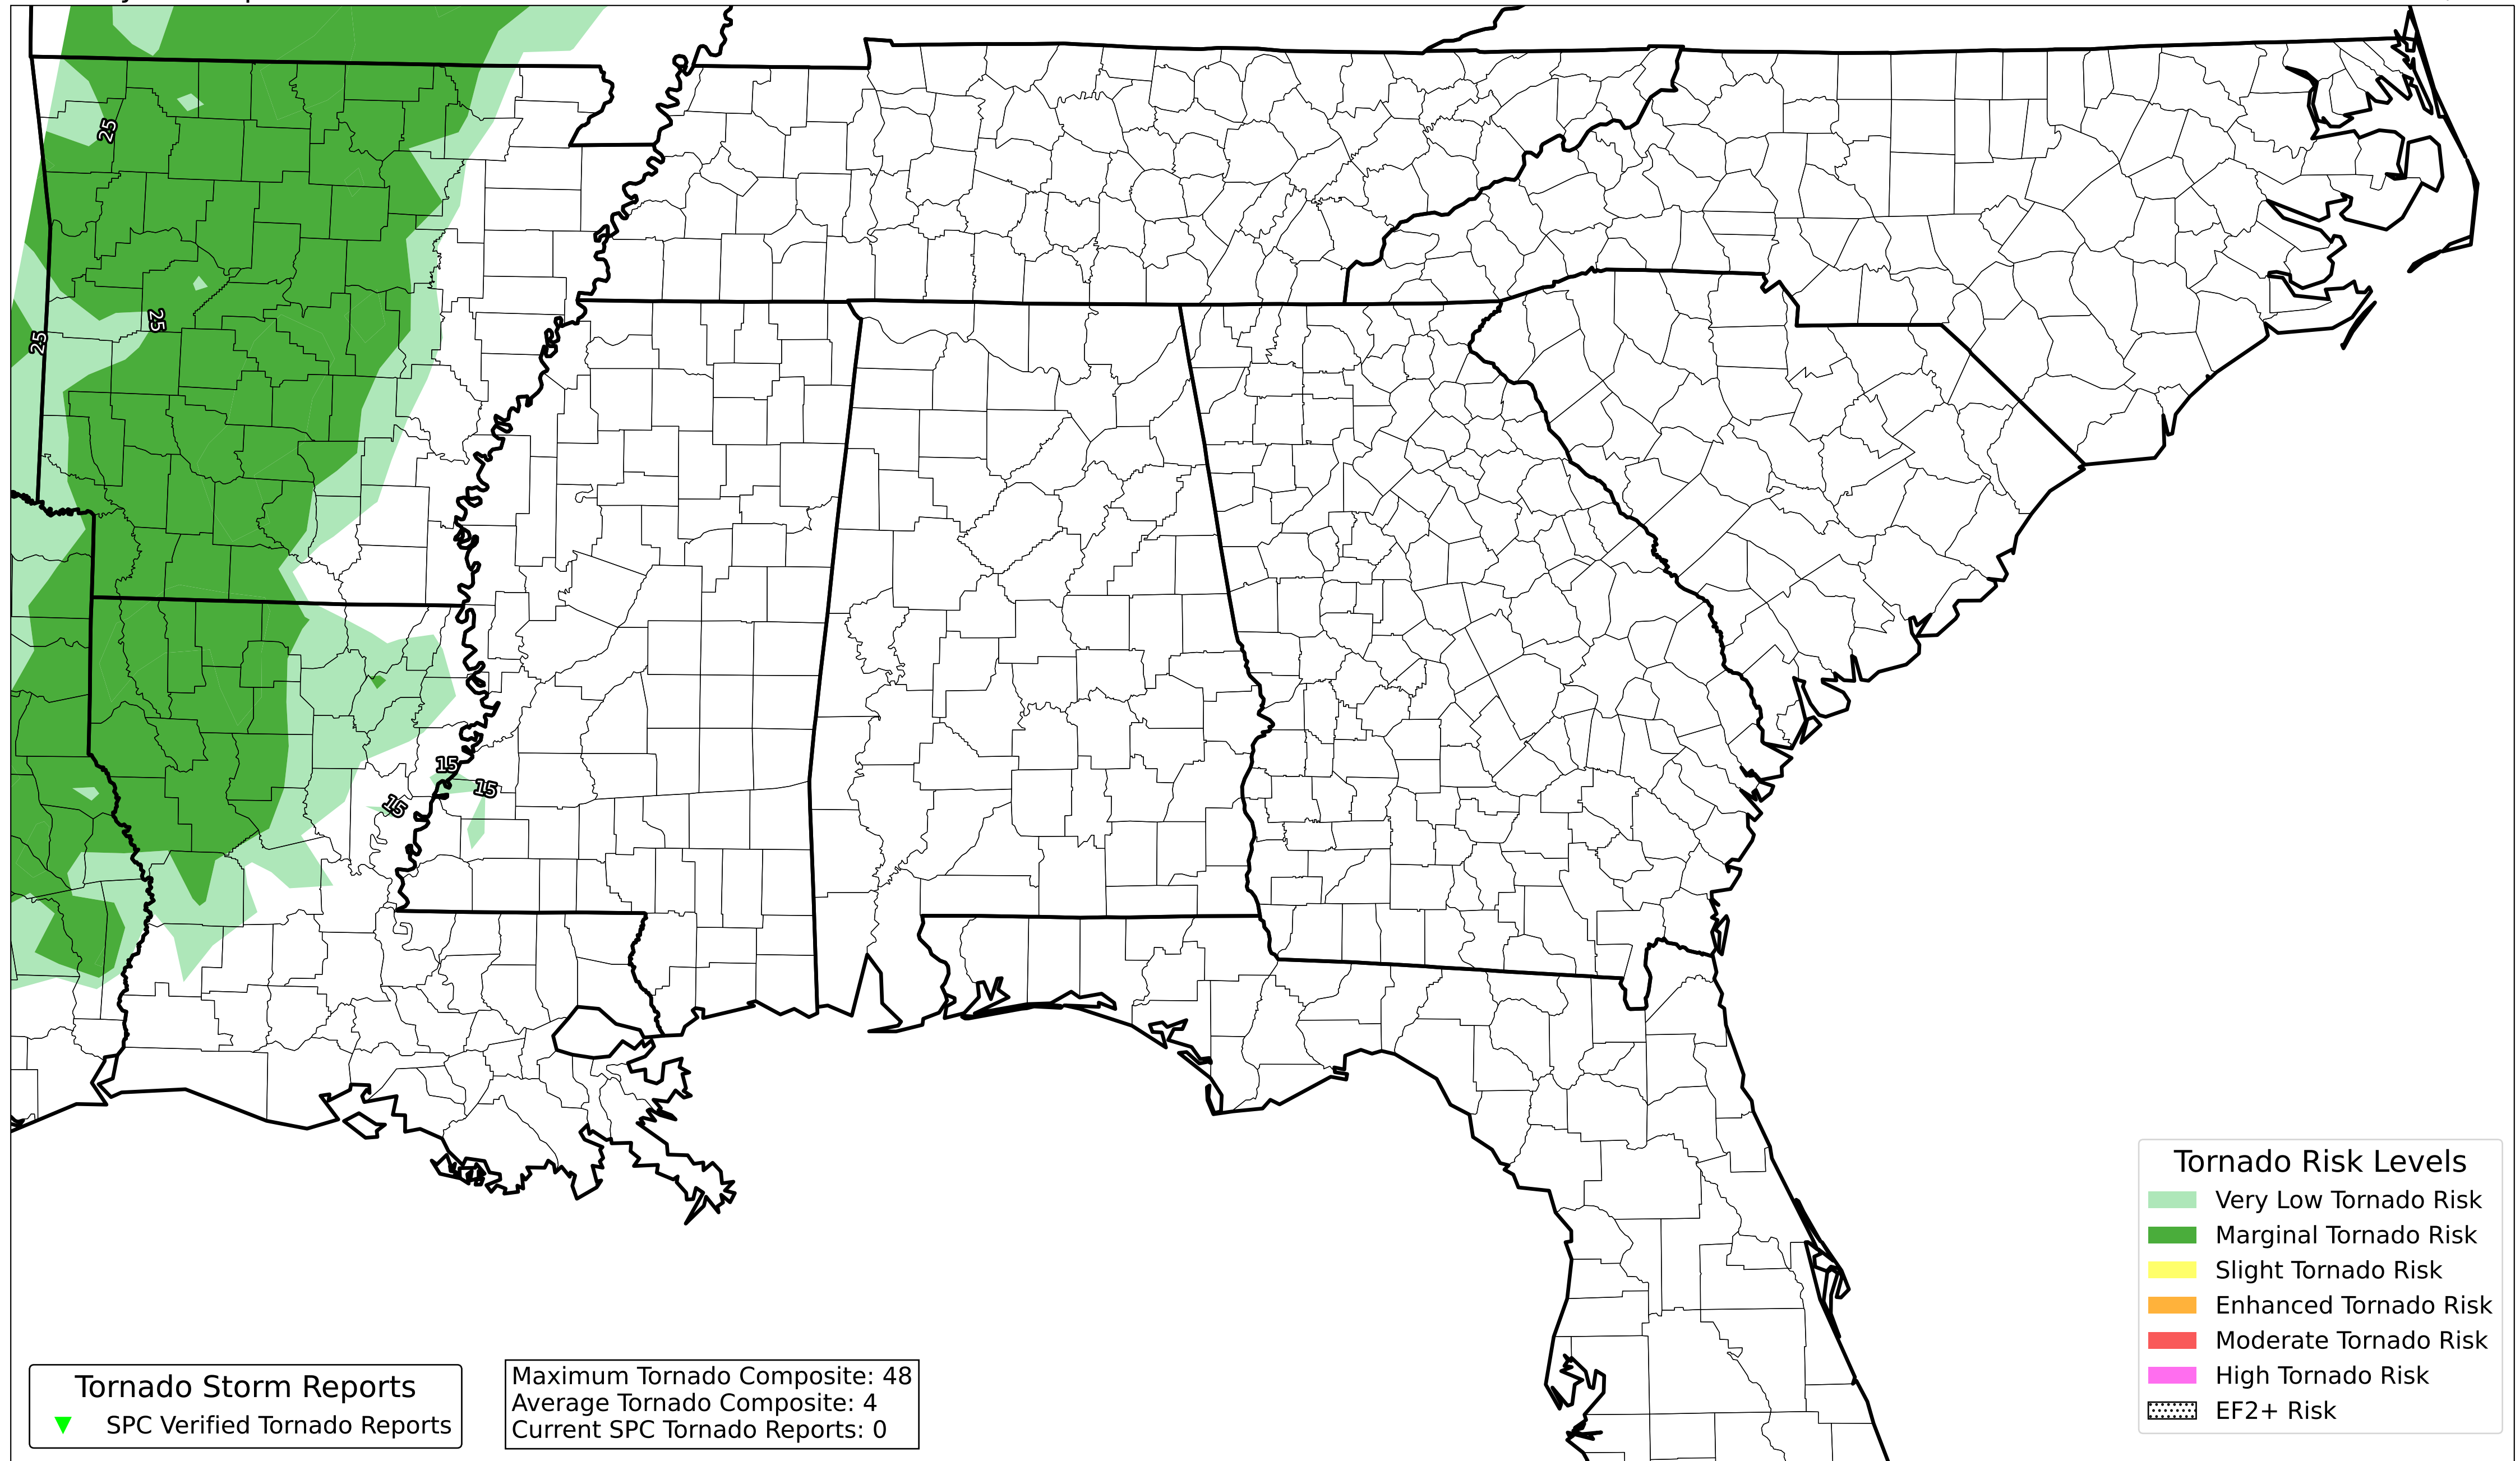 25
25
25
15
15
15
Tornado Risk Levels
Very Low Tornado Risk
Marginal Tornado Risk
Slight Tornado Risk
Enhanced Tornado Risk
Moderate Tornado Risk
High Tornado Risk
EF2+ Risk
Tornado Storm Reports
SPC Verified Tornado Reports
Maximum Tornado Composite: 48
Average Tornado Composite: 4
Current SPC Tornado Reports: 0